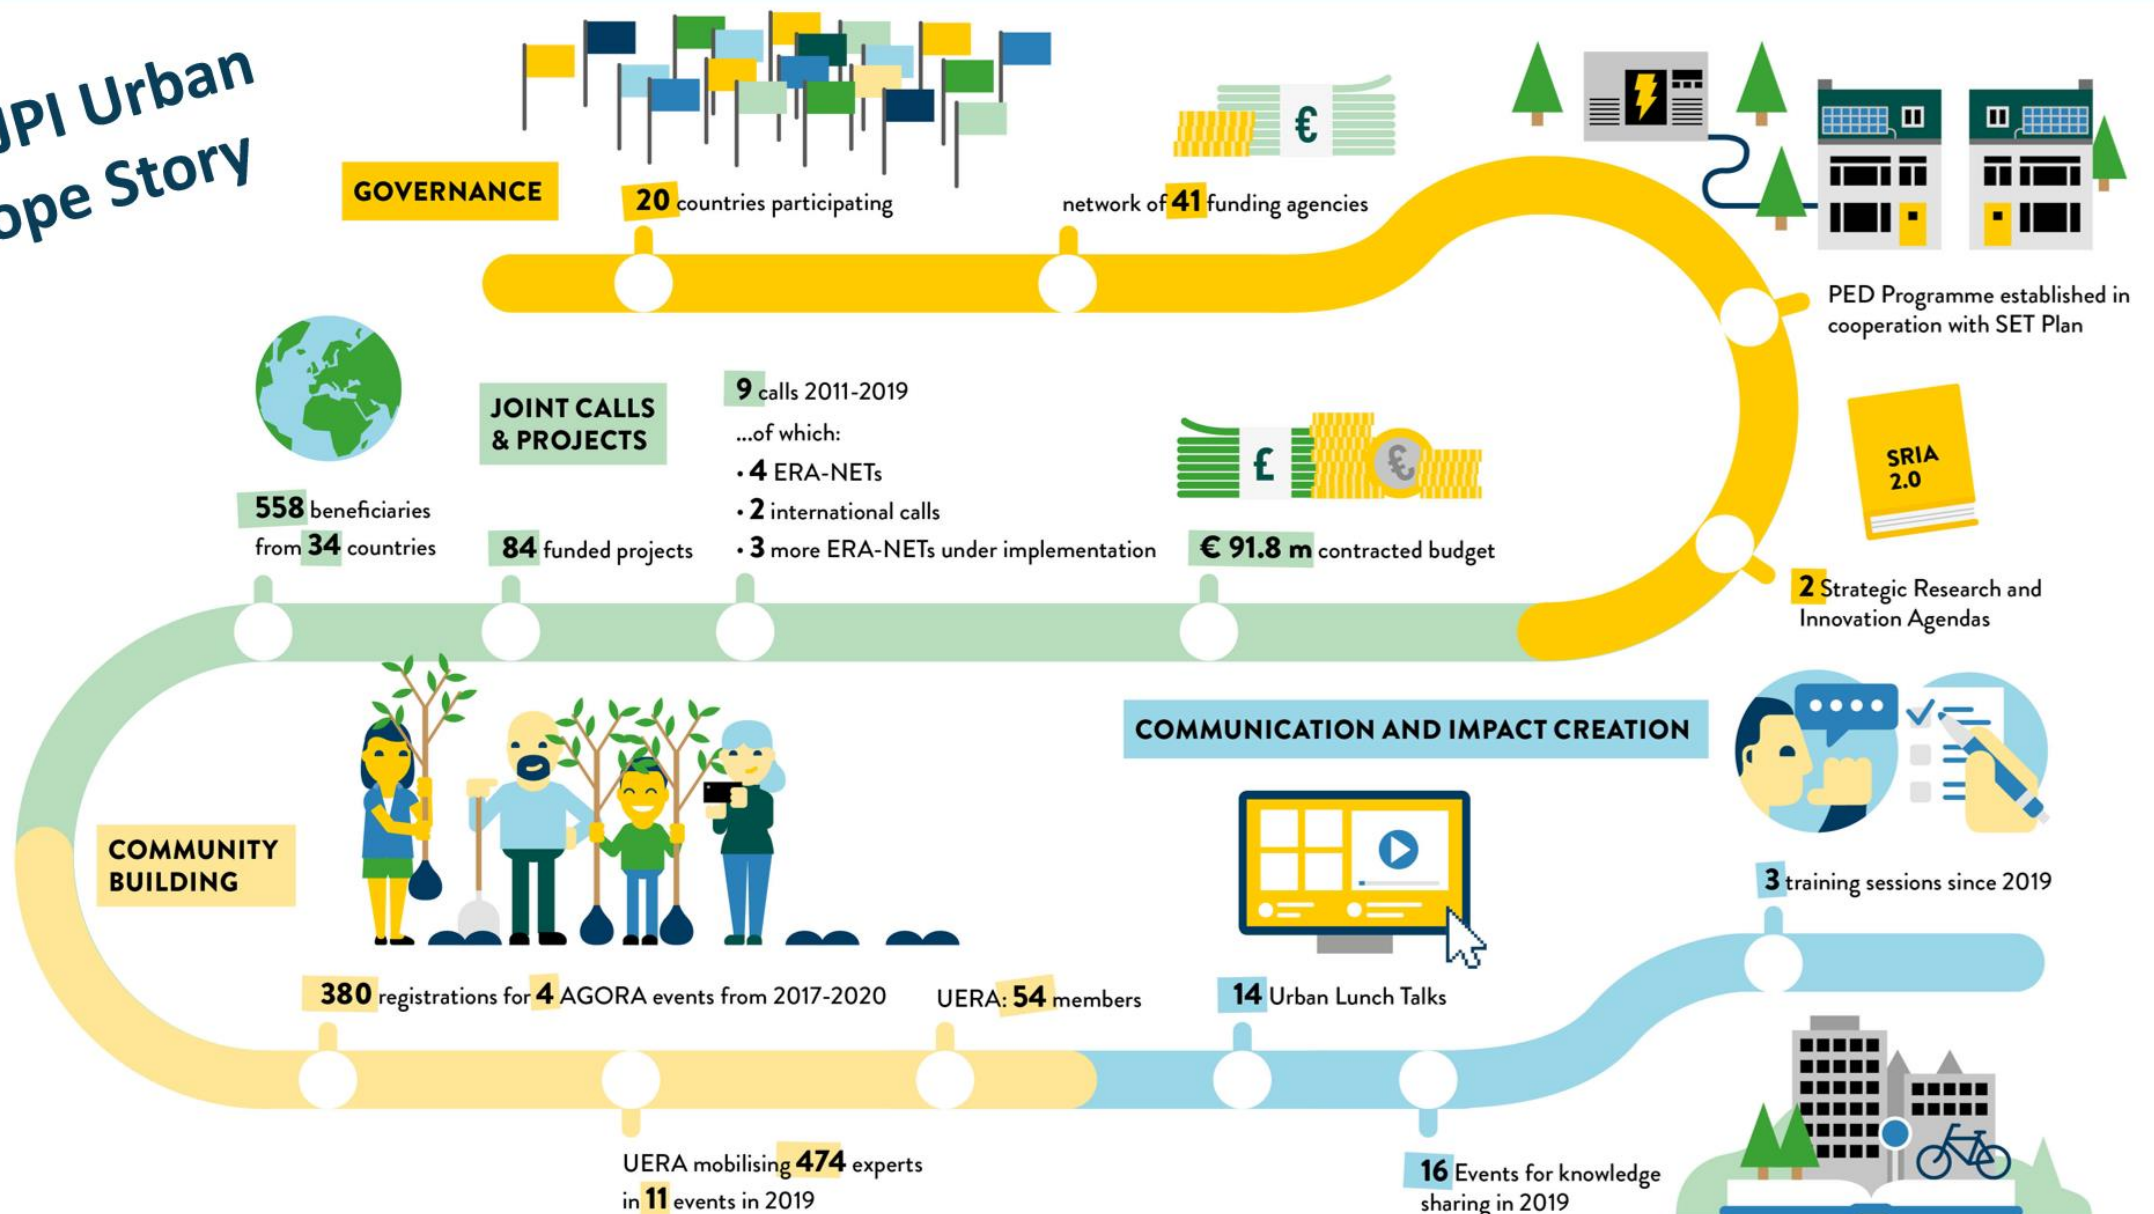 JPI Urban
ope Story
GOVERNANCE
20 countries participating
network of 41 funding agencies
€
PED Programme established in
cooperation with SET Plan
SRIA
2.0
2 Strategic Research and
Innovation Agendas
JOINT CALLS
& PROJECTS
9 calls 2011-2019
...of which:
• 4 ERA-NETs
• 2 international calls
• 3 more ERA-NETs under implementation
£
€
€ 91.8 m contracted budget
84 funded projects
558 beneficiaries
from 34 countries
COMMUNITY
BUILDING
380 registrations for 4 AGORA events from 2017-2020
UERA mobilising 474 experts
in 11 events in 2019
UERA: 54 members
COMMUNICATION AND IMPACT CREATION
14 Urban Lunch Talks
16 Events for knowledge
sharing in 2019
3 training sessions since 2019